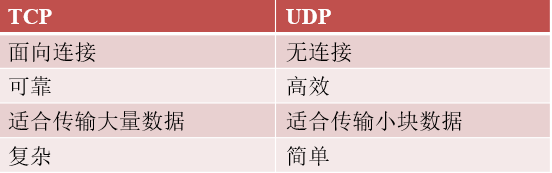 TCP UDP
面向连接 无连接
可靠 高效
适合传输大量数据 适合传输小块数据
复杂 简单